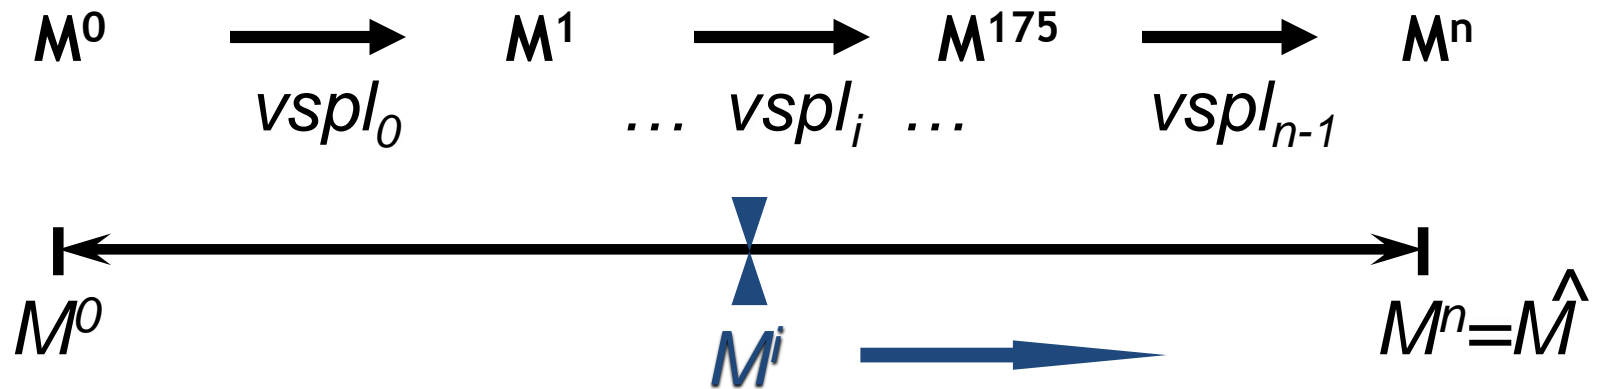 M⁰ M¹ M¹⁷⁵ Mⁿ
vspl₀ … vsplᵢ … vsplₙ₋₁
M⁰ Mⁿ=M̂
Mⁱ